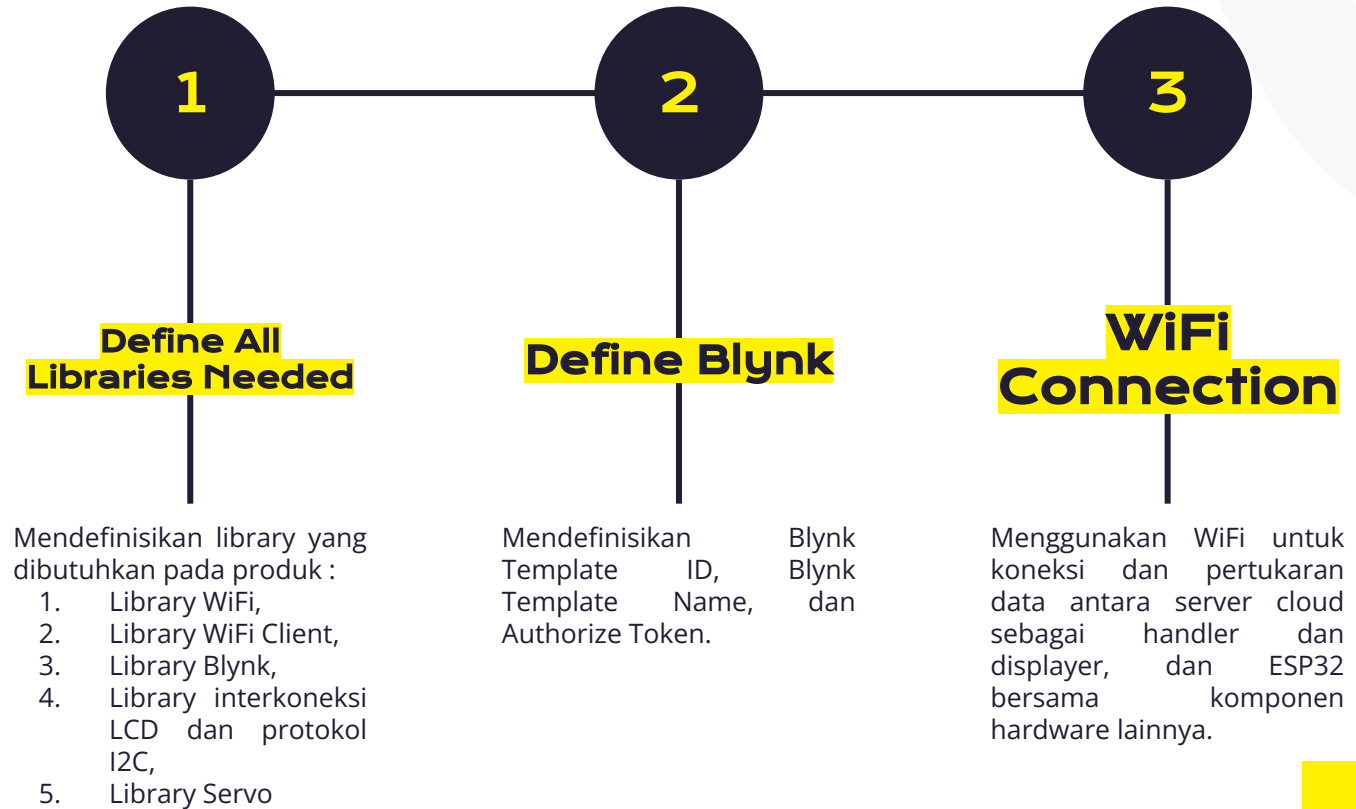 1
2
3
Define All
Libraries Needed
Define Blynk
WiFi
Connection
Mendefinisikan library yang
dibutuhkan pada produk :
1. Library WiFi,
2. Library WiFi Client,
3. Library Blynk,
4. Library interkoneksi
LCD dan protokol
I2C,
5. Library Servo
Mendefinisikan Blynk
Template ID, Blynk
Template Name, dan
Authorize Token.
Menggunakan WiFi untuk
koneksi dan pertukaran
data antara server cloud
sebagai handler dan
displayer, dan ESP32
bersama komponen
hardware lainnya.